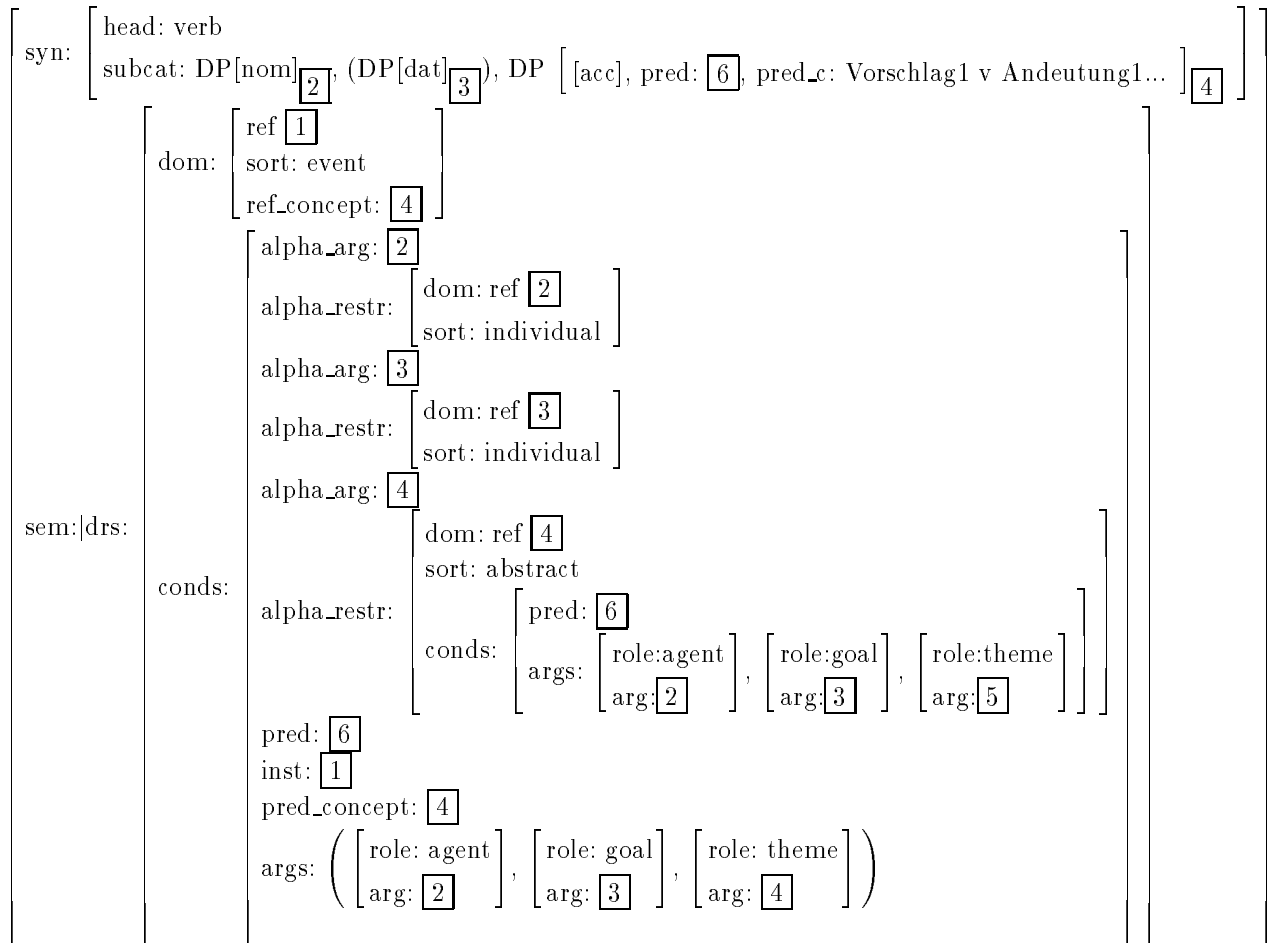 head: verb
syn:
subcat: DP[nom] 2, (DP[dat] 3), DP [ [acc], pred: 6, pred_c: Vorschlag1 v Andeutung1... ] 4
ref 1
dom: sort: event
ref_concept: 4
alpha_arg: 2
alpha_restr: dom: ref 2
sort: individual
alpha_arg: 3
alpha_restr: dom: ref 3
sort: individual
alpha_arg: 4
sem:|drs:
dom: ref 4
sort: abstract
conds:
alpha_restr:
pred: 6
conds:
args: [role:agent], [role:goal], [role:theme]
arg: 2 arg: 3 arg: 5
pred: 6
inst: 1
pred_concept: 4
args: ( [role: agent], [role: goal], [role: theme] )
arg: 2 arg: 3 arg: 4